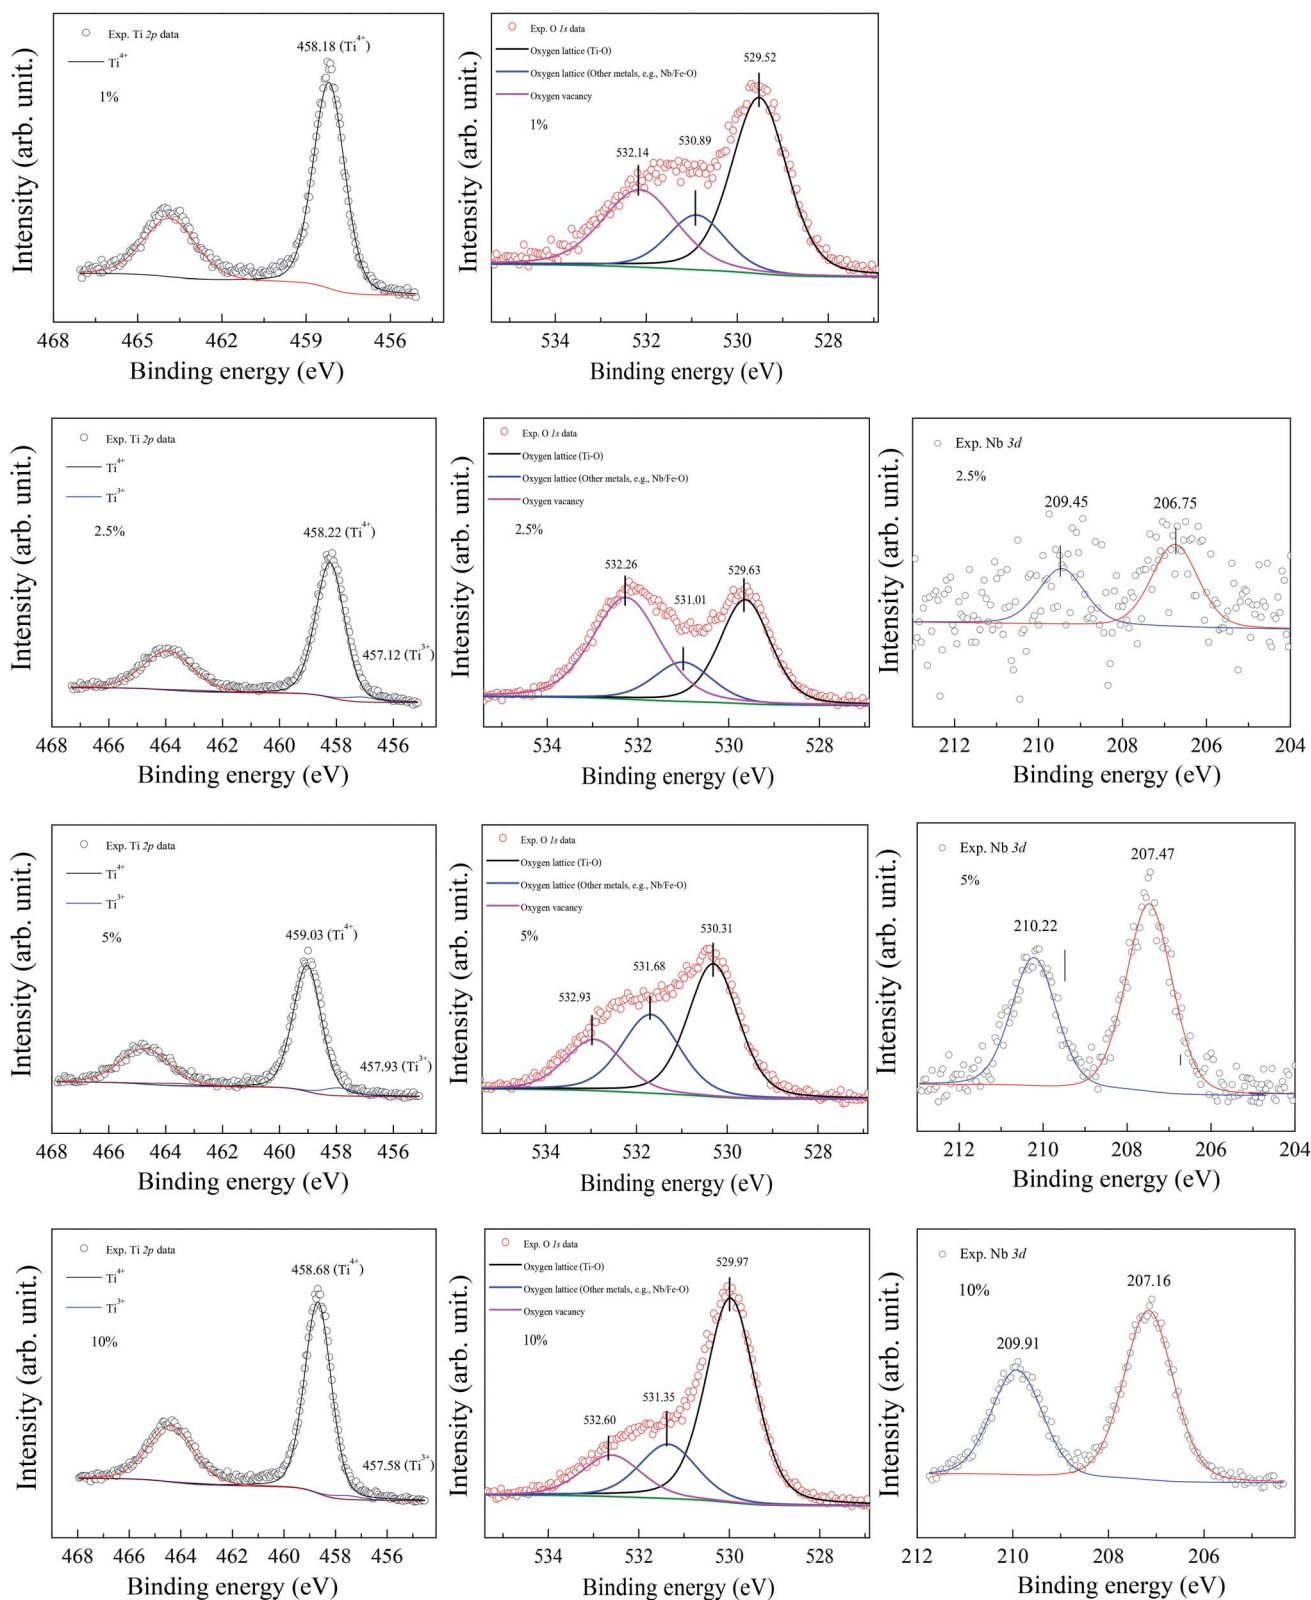 Intensity (arb. unit.)
Exp. Ti 2p data
Ti4+
1%
458.18 (Ti4+)
468 465 462 459 456
Binding energy (eV)
Intensity (arb. unit.)
Exp. O 1s data
Oxygen lattice (Ti-O)
Oxygen lattice (Other metals, e.g., Nb/Fe-O)
Oxygen vacancy
1%
529.52
530.89
532.14
534 532 530 528
Binding energy (eV)
Intensity (arb. unit.)
Exp. Ti 2p data
Ti4+
Ti3+
2.5%
458.22 (Ti4+)
457.12 (Ti3+)
468 466 464 462 460 458 456
Binding energy (eV)
Intensity (arb. unit.)
Exp. O 1s data
Oxygen lattice (Ti-O)
Oxygen lattice (Other metals, e.g., Nb/Fe-O)
Oxygen vacancy
2.5%
532.26
531.01
529.63
534 532 530 528
Binding energy (eV)
Intensity (arb. unit.)
Exp. Nb 3d
2.5%
209.45
206.75
212 210 208 206 204
Binding energy (eV)
Intensity (arb. unit.)
Exp. Ti 2p data
Ti4+
Ti3+
5%
459.03 (Ti4+)
457.93 (Ti3+)
468 466 464 462 460 458 456
Binding energy (eV)
Intensity (arb. unit.)
Exp. O 1s data
Oxygen lattice (Ti-O)
Oxygen lattice (Other metals, e.g., Nb/Fe-O)
Oxygen vacancy
5%
530.31
531.68
532.93
534 532 530 528
Binding energy (eV)
Intensity (arb. unit.)
Exp. Nb 3d
5%
207.47
210.22
212 210 208 206 204
Binding energy (eV)
Intensity (arb. unit.)
Exp. Ti 2p data
Ti4+
Ti3+
10%
458.68 (Ti4+)
457.58 (Ti3+)
468 466 464 462 460 458 456
Binding energy (eV)
Intensity (arb. unit.)
Exp. O 1s data
Oxygen lattice (Ti-O)
Oxygen lattice (Other metals, e.g., Nb/Fe-O)
Oxygen vacancy
10%
529.97
531.35
532.60
534 532 530 528
Binding energy (eV)
Intensity (arb. unit.)
Exp. Nb 3d
10%
207.16
209.91
212 210 208 206
Binding energy (eV)